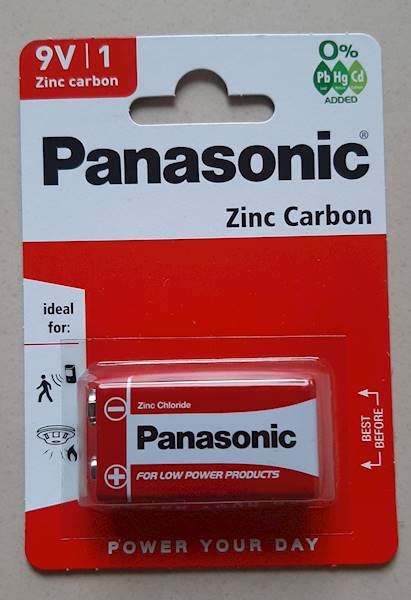 9V | 1
Zinc carbon
0%
Pb Hg Cd
ADDED
Panasonic®
Zinc Carbon
ideal
for:
BEST
BEFORE
Zinc Chloride
Panasonic
FOR LOW POWER PRODUCTS
POWER YOUR DAY